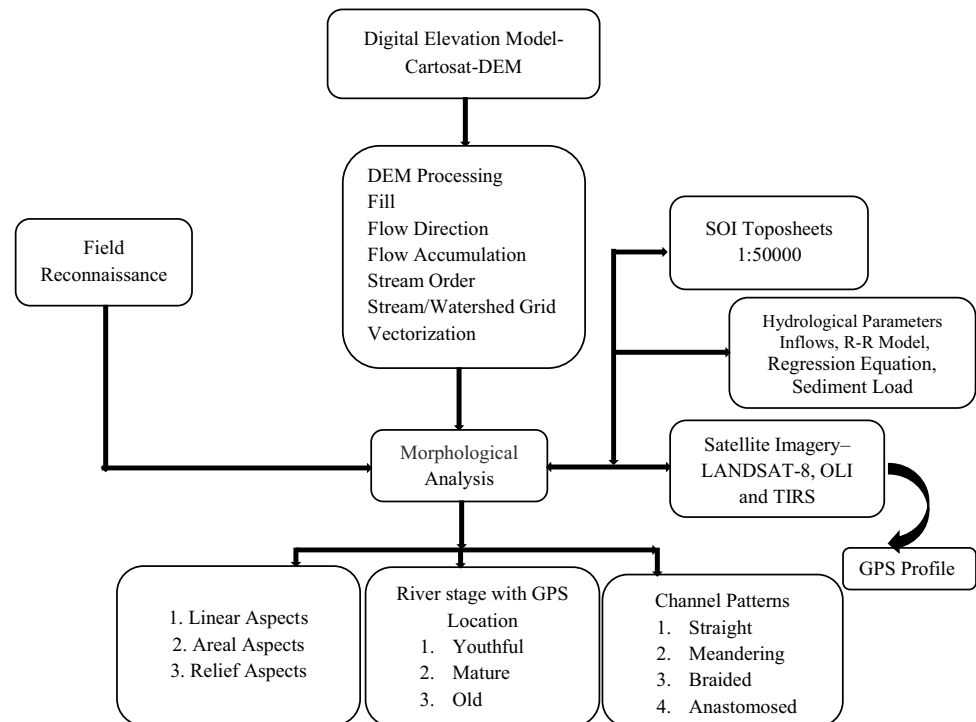 Digital Elevation Model-
Cartosat-DEM
DEM Processing
Fill
Flow Direction
Flow Accumulation
Stream Order
Stream/Watershed Grid
Vectorization
Field
Reconnaissance
SOI Toposheets
1:50000
Hydrological Parameters
Inflows, R-R Model,
Regression Equation,
Sediment Load
Morphological
Analysis
Satellite Imagery–
LANDSAT-8, OLI
and TIRS
GPS Profile
1. Linear Aspects
2. Areal Aspects
3. Relief Aspects
River stage with GPS
Location
1. Youthful
2. Mature
3. Old
Channel Patterns
1. Straight
2. Meandering
3. Braided
4. Anastomosed